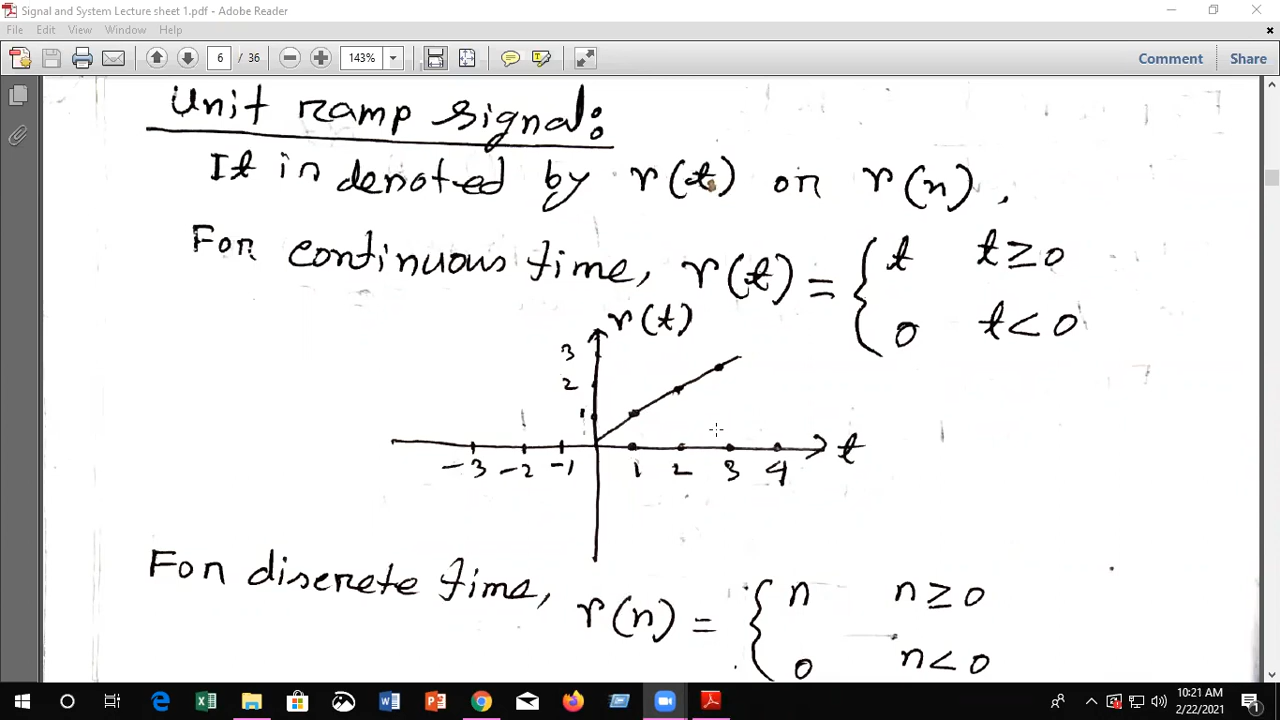 Signal and System Lecture sheet 1.pdf - Adobe Reader
File Edit View Window Help
6 / 36 143% Comment Share
Unit ramp signal:
It is denoted by r(t) or r(n).
For continuous time, r(t) = { t t≥0
0 t<0
r(t)
3
2
1
-3 -2 -1 1 2 3 4 t
For discrete time, r(n) = { n n≥0
0 n<0
10:21 AM
2/22/2021